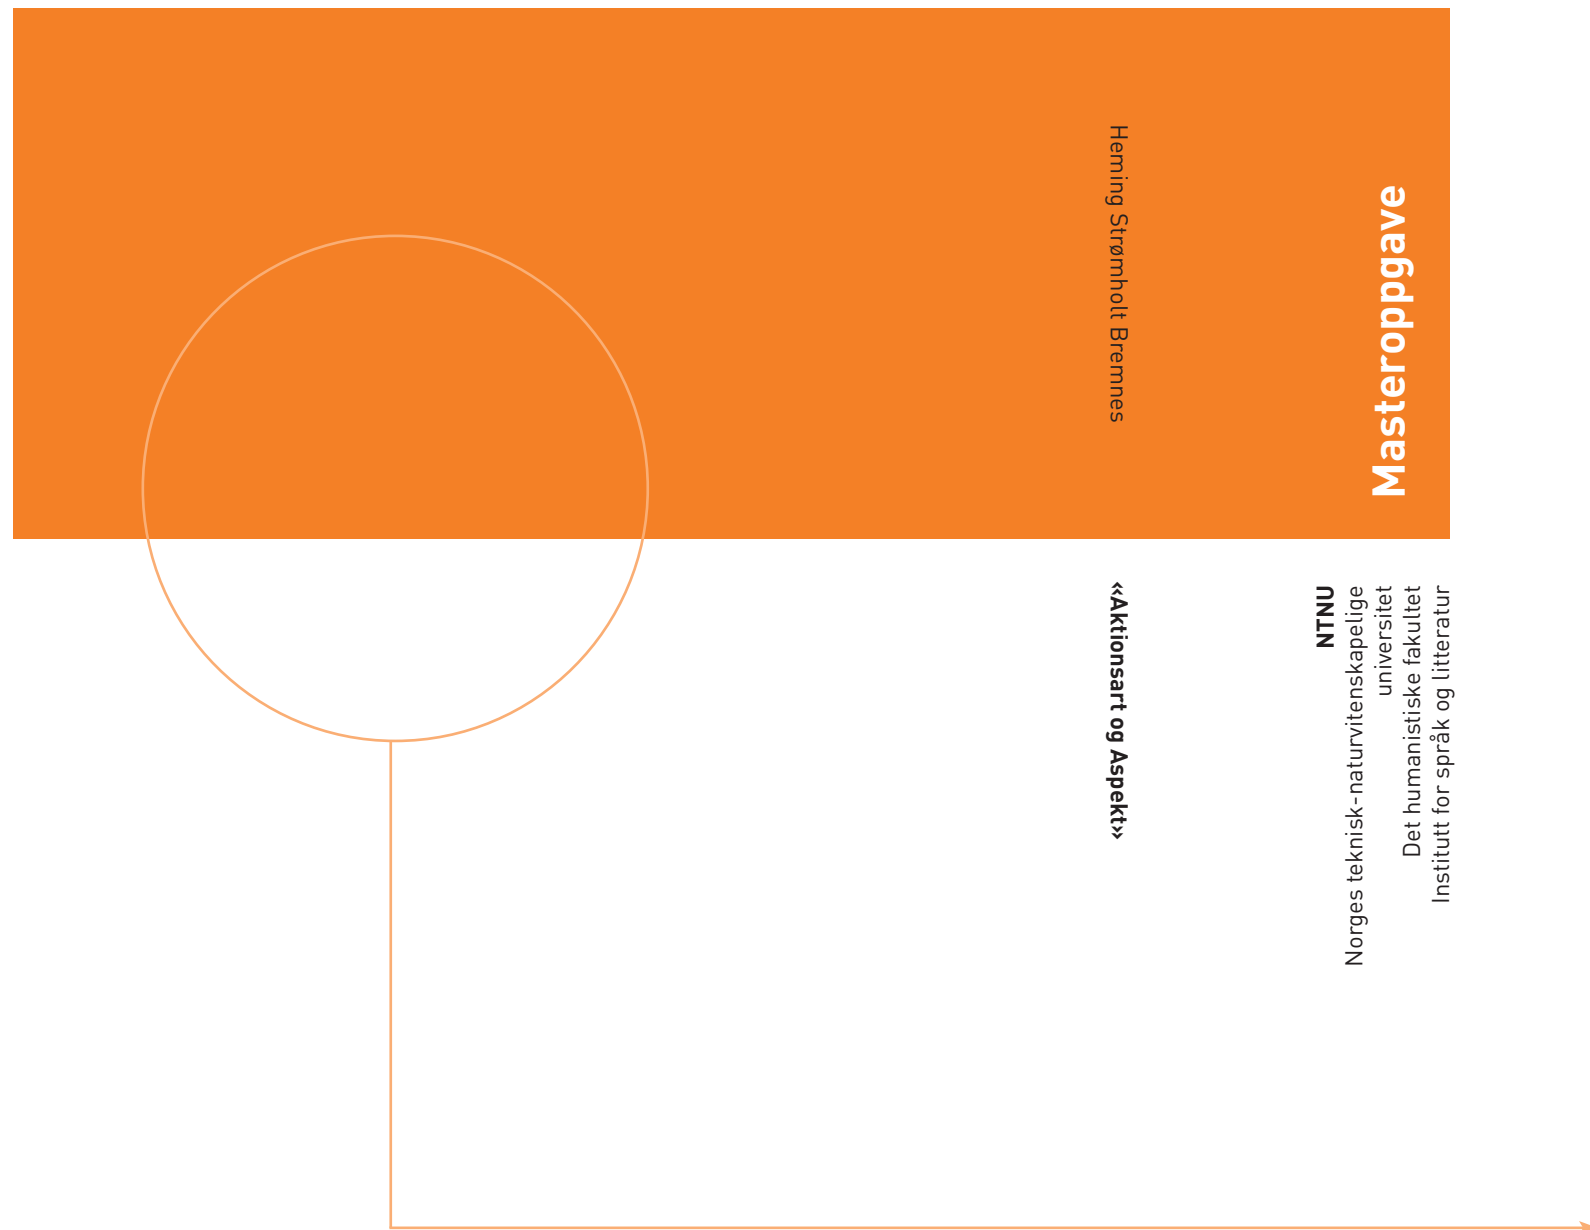 Heming Strømholt Bremnes
«Aktionsart og Aspekt»
Masteroppgave
NTNU
Norges teknisk-naturvitenskapelige
universitet
Det humanistiske fakultet
Institutt for språk og litteratur